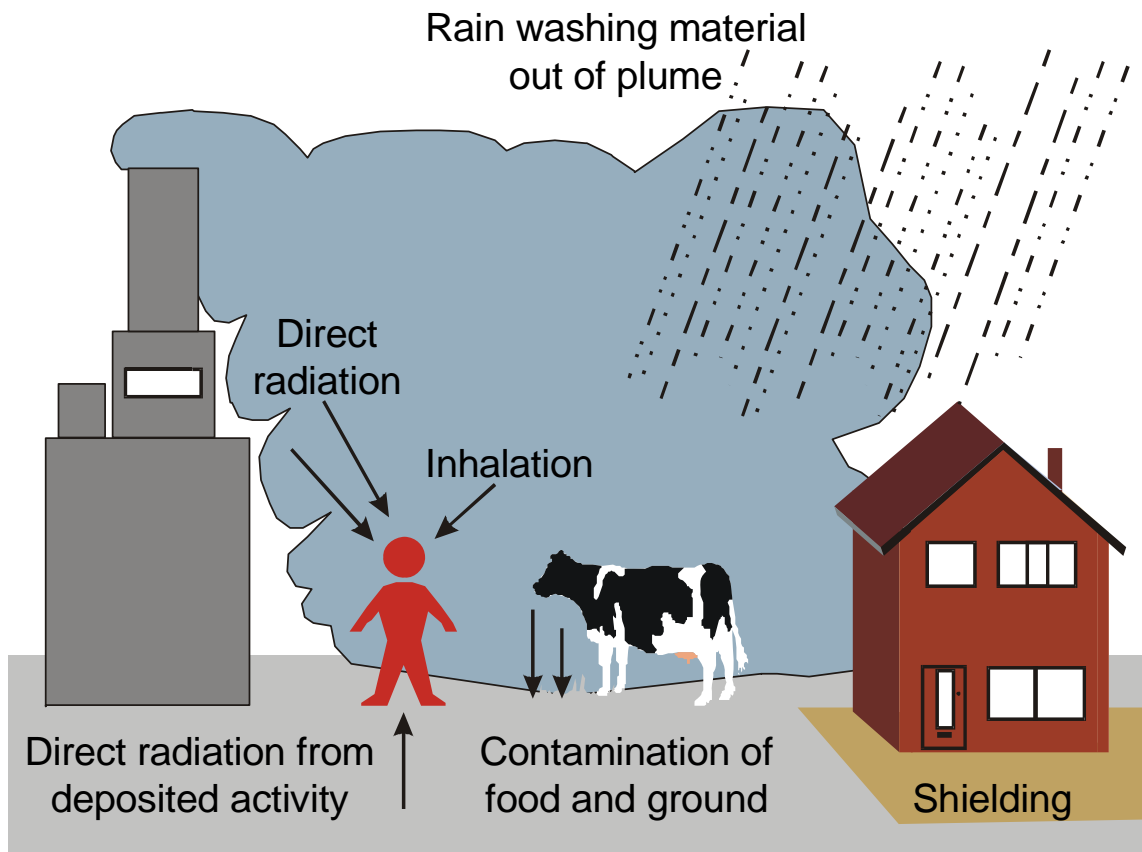 Rain washing material
out of plume
Direct
radiation
Inhalation
Direct radiation from
deposited activity
Contamination of
food and ground
Shielding